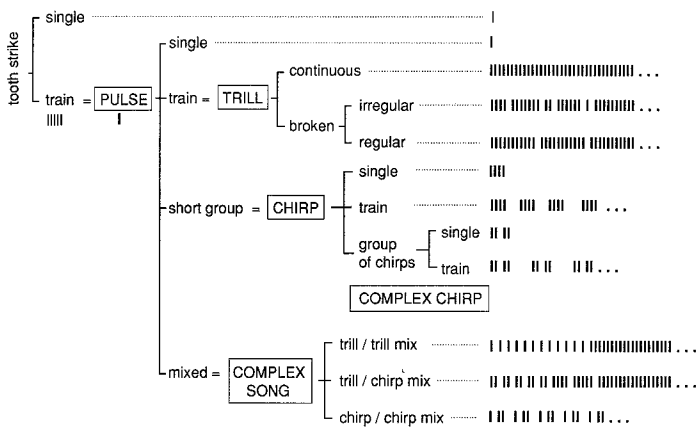 tooth strike
single
train = PULSE
single
train = TRILL
continuous
broken
irregular
regular
short group = CHIRP
single
train
group
of chirps
single
train
COMPLEX CHIRP
mixed = COMPLEX
SONG
trill / trill mix
trill / chirp mix
chirp / chirp mix